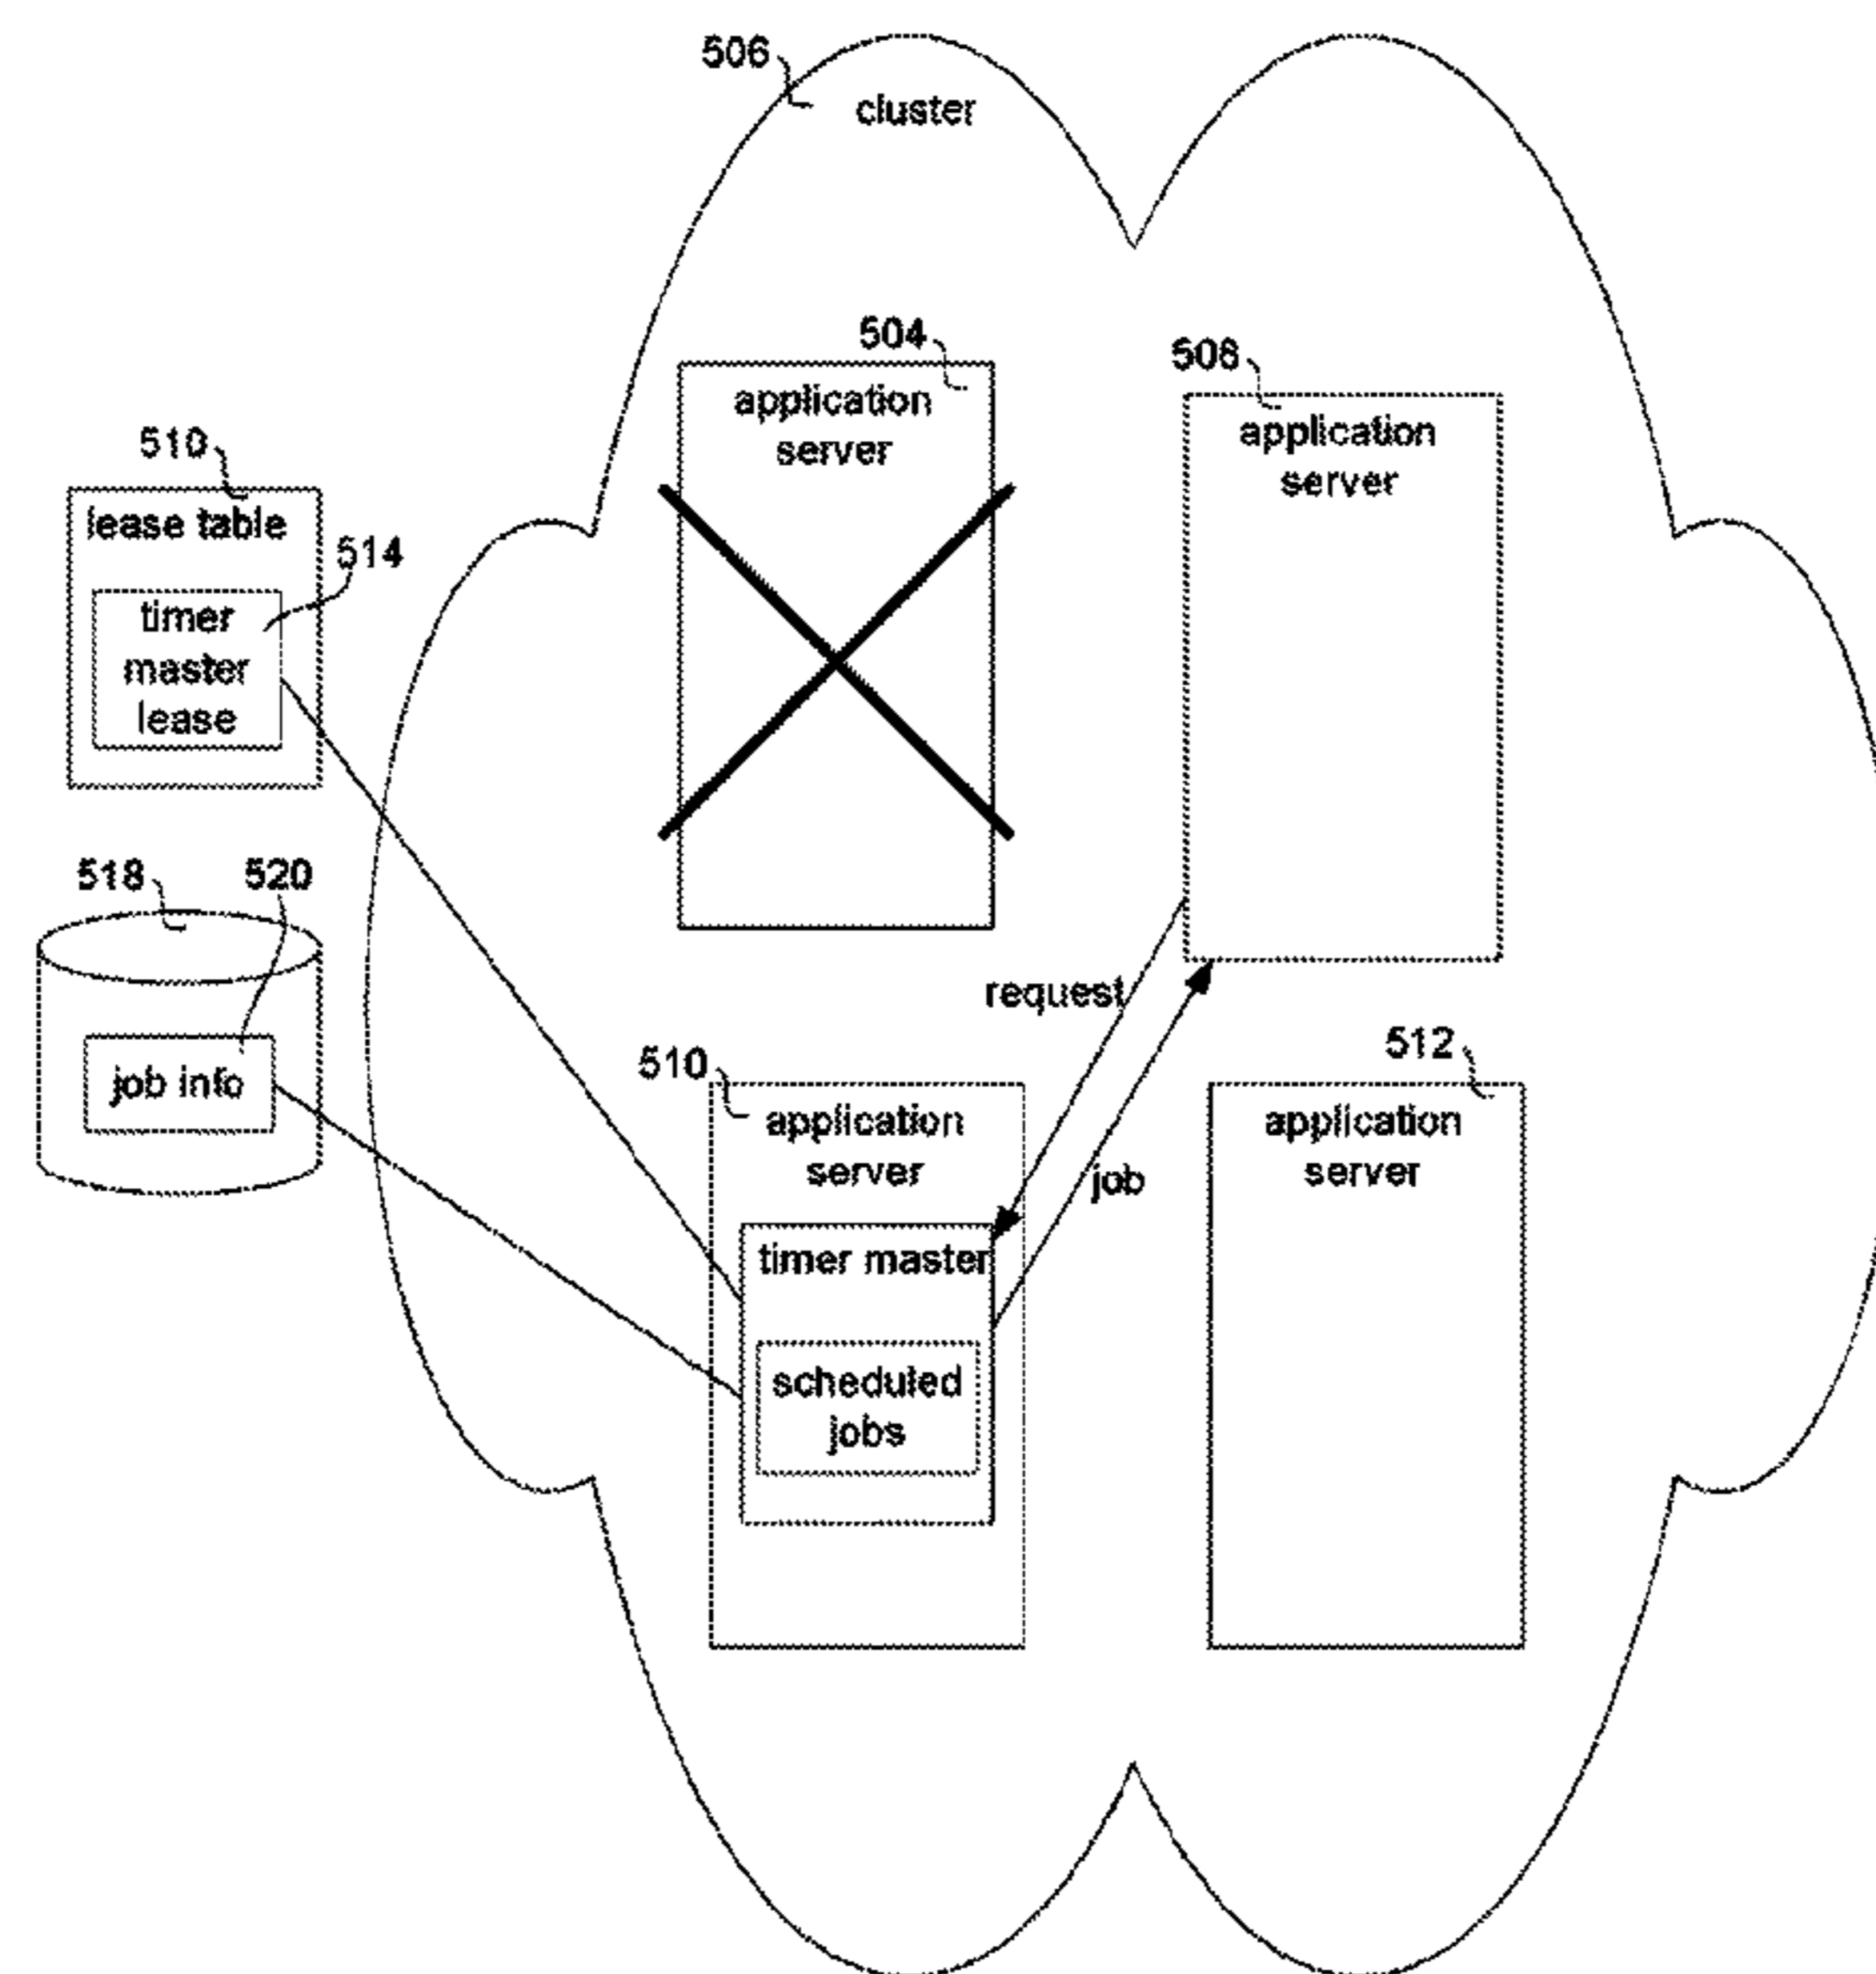 506
cluster
504
application
server
508
application
server
510
lease table
514
timer
master
lease
518
520
job info
request
job
510
application
server
timer master
scheduled
jobs
512
application
server